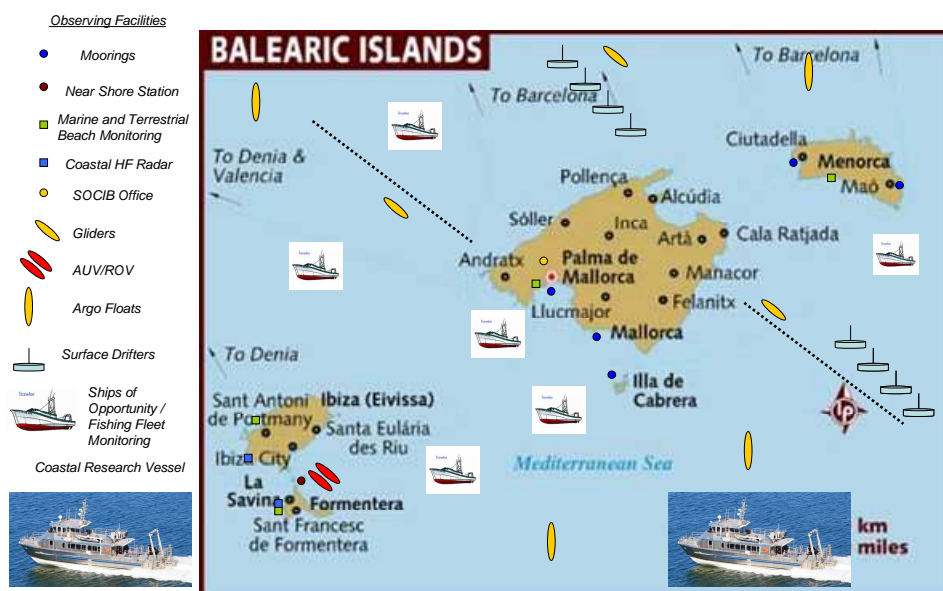 Observing Facilities
Moorings
Near Shore Station
Marine and Terrestrial
Beach Monitoring
Coastal HF Radar
SOCIB Office
Gliders
AUV/ROV
Argo Floats
Surface Drifters
Trawler
Ships of
Opportunity /
Fishing Fleet
Monitoring
Coastal Research Vessel
BALEARIC ISLANDS
To Barcelona
To Barcelona
To Denia &
Valencia
Ciutadella
Menorca
Maó
Pollença
Alcúdia
Sóller
Inca
Artà
Cala Ratjada
Andratx
Palma de
Mallorca
Manacor
Llucmajor
Felanitx
Mallorca
To Denia
Illa de
Cabrera
Sant Antoni
de Portmany
Ibiza (Eivissa)
Santa Eulária
des Riu
Ibiza City
Mediterranean Sea
La
Savina
Formentera
Sant Francesc
de Formentera
lp
km
miles